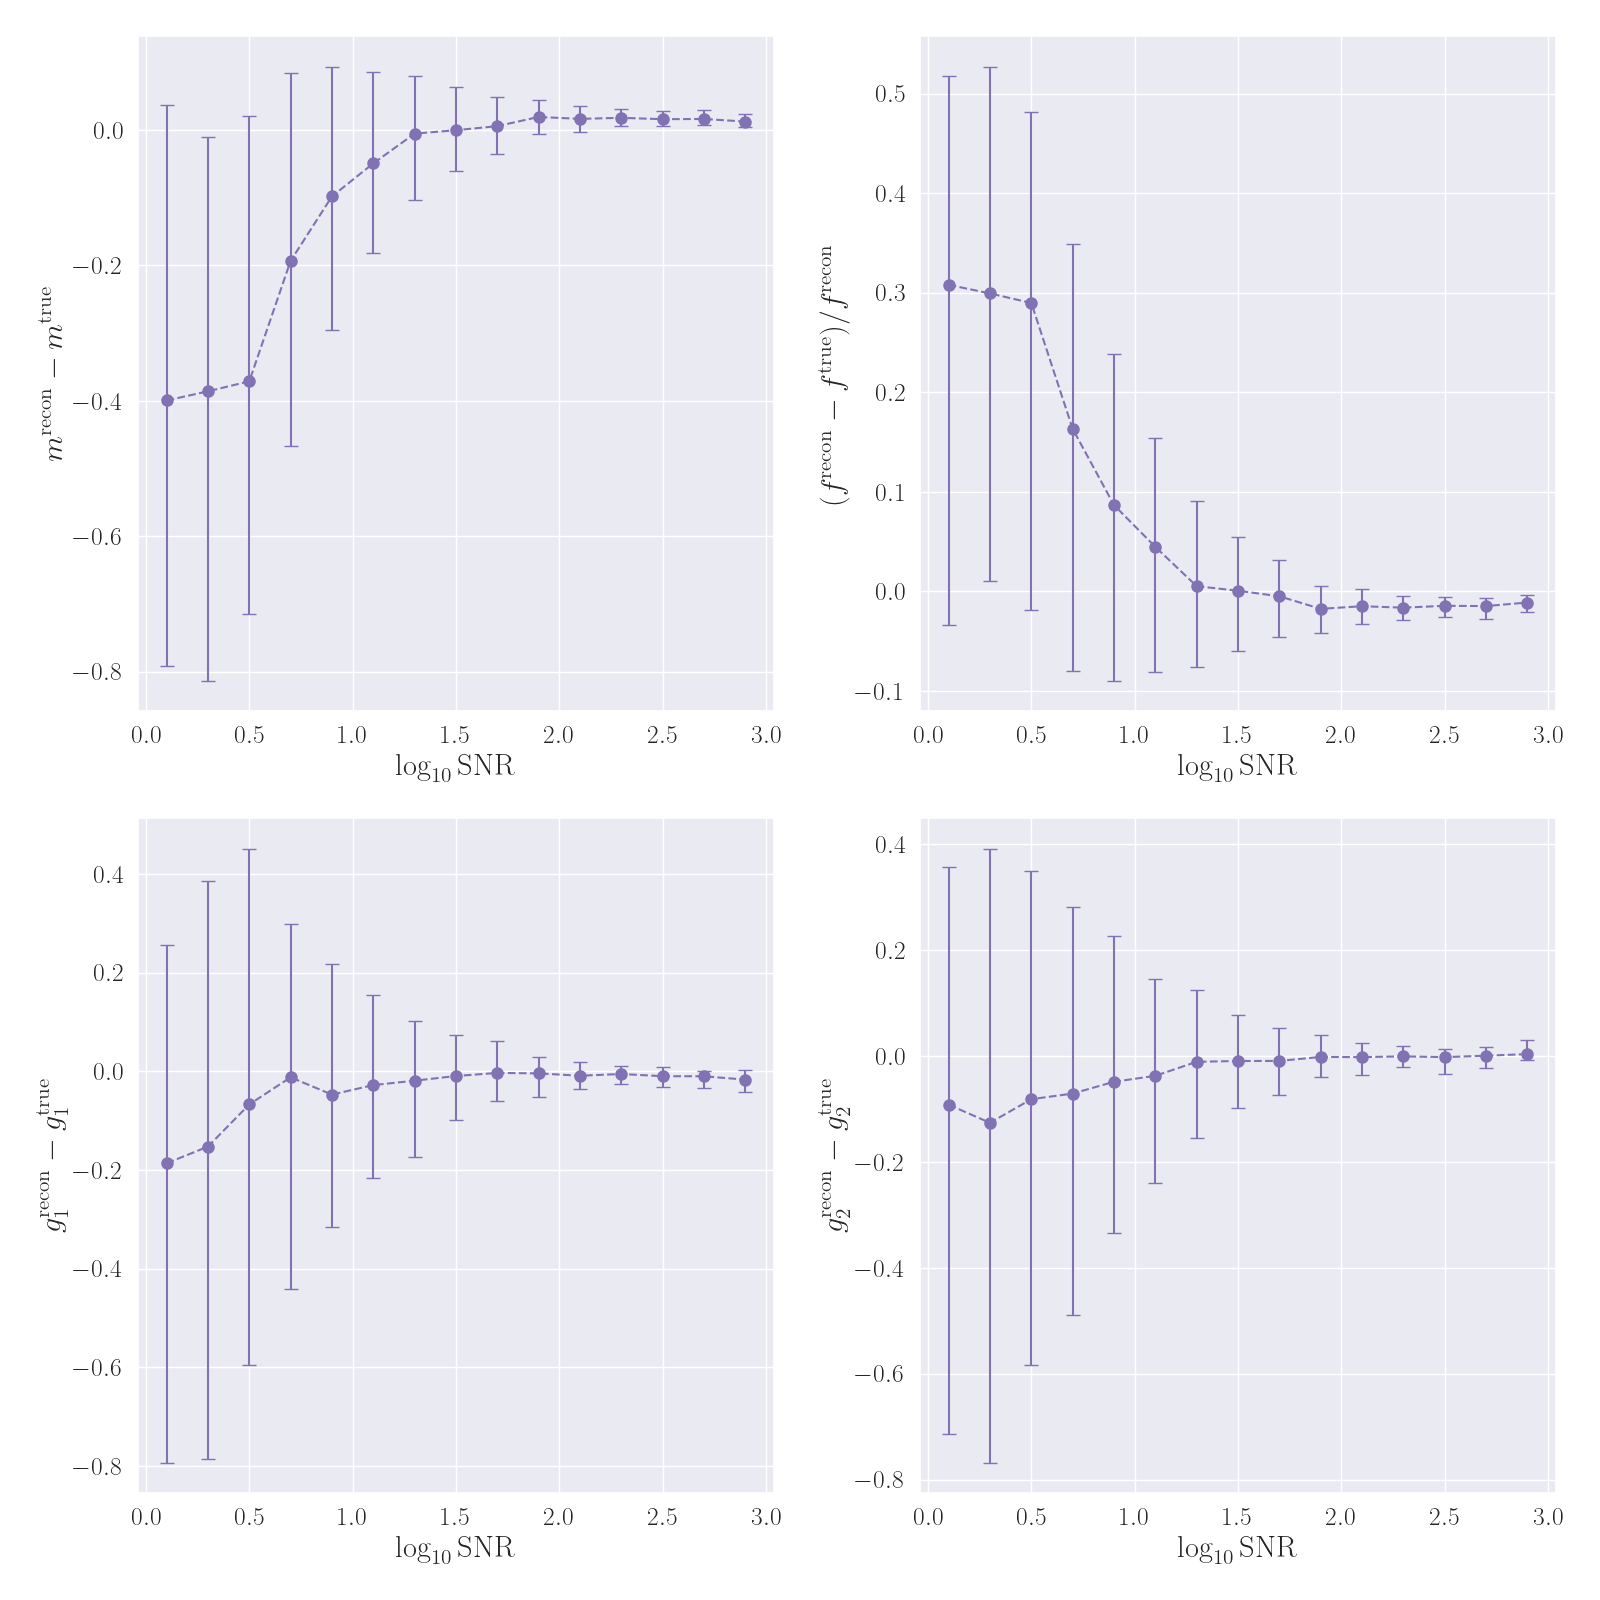 0.0
−0.2
−0.4
−0.6
−0.8
m^recon − m^true
0.0 0.5 1.0 1.5 2.0 2.5 3.0
log₁₀ SNR
0.5
0.4
0.3
0.2
0.1
0.0
−0.1
(f^recon − f^true)/f^recon
0.0 0.5 1.0 1.5 2.0 2.5 3.0
log₁₀ SNR
0.4
0.2
0.0
−0.2
−0.4
−0.6
−0.8
g₁^recon − g₁^true
0.0 0.5 1.0 1.5 2.0 2.5 3.0
log₁₀ SNR
0.4
0.2
0.0
−0.2
−0.4
−0.6
−0.8
g₂^recon − g₂^true
0.0 0.5 1.0 1.5 2.0 2.5 3.0
log₁₀ SNR